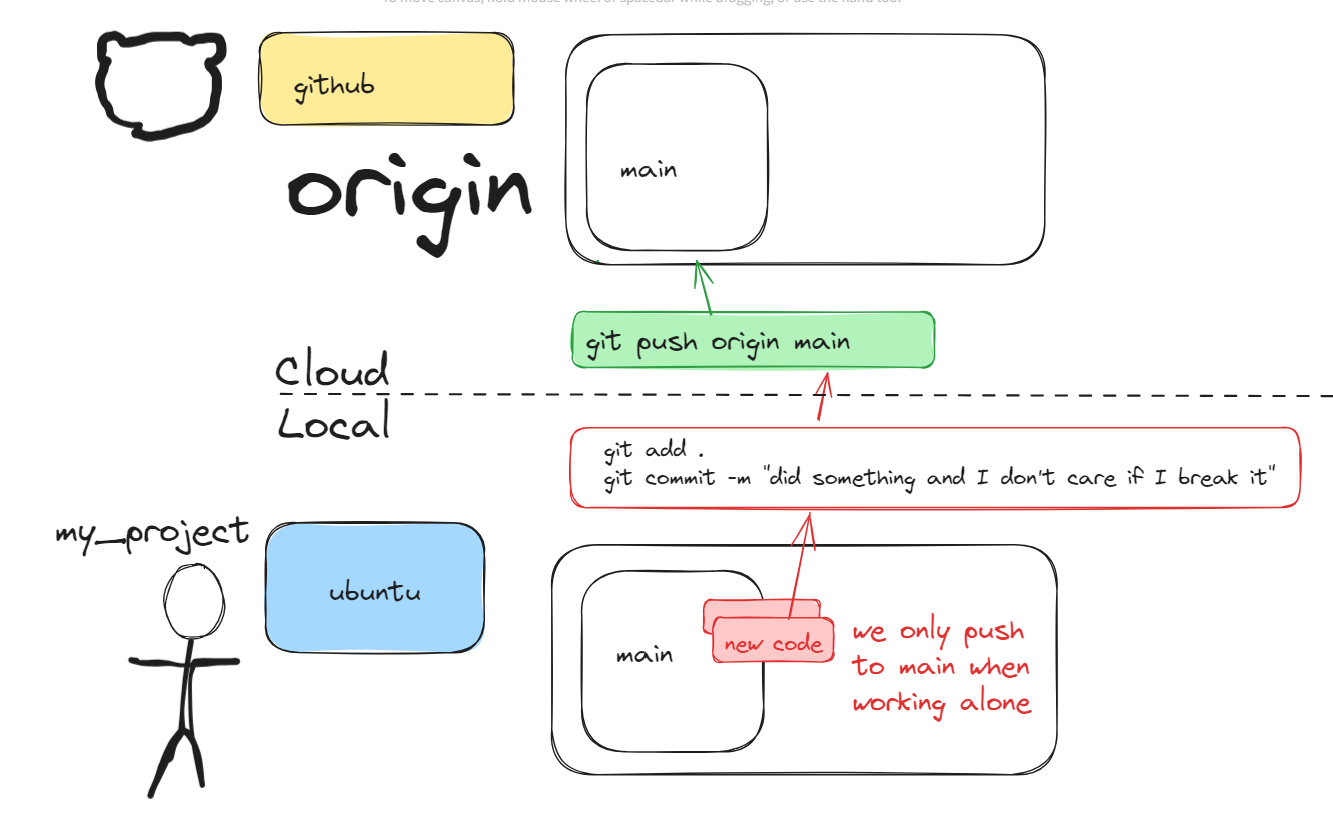 To move canvas, hold mouse wheel or spacebar while dragging, or use the hand tool
github
origin
main
git push origin main
Cloud
Local
git add .
git commit -m "did something and I don't care if I break it"
my_project
ubuntu
main
new code
we only push
to main when
working alone